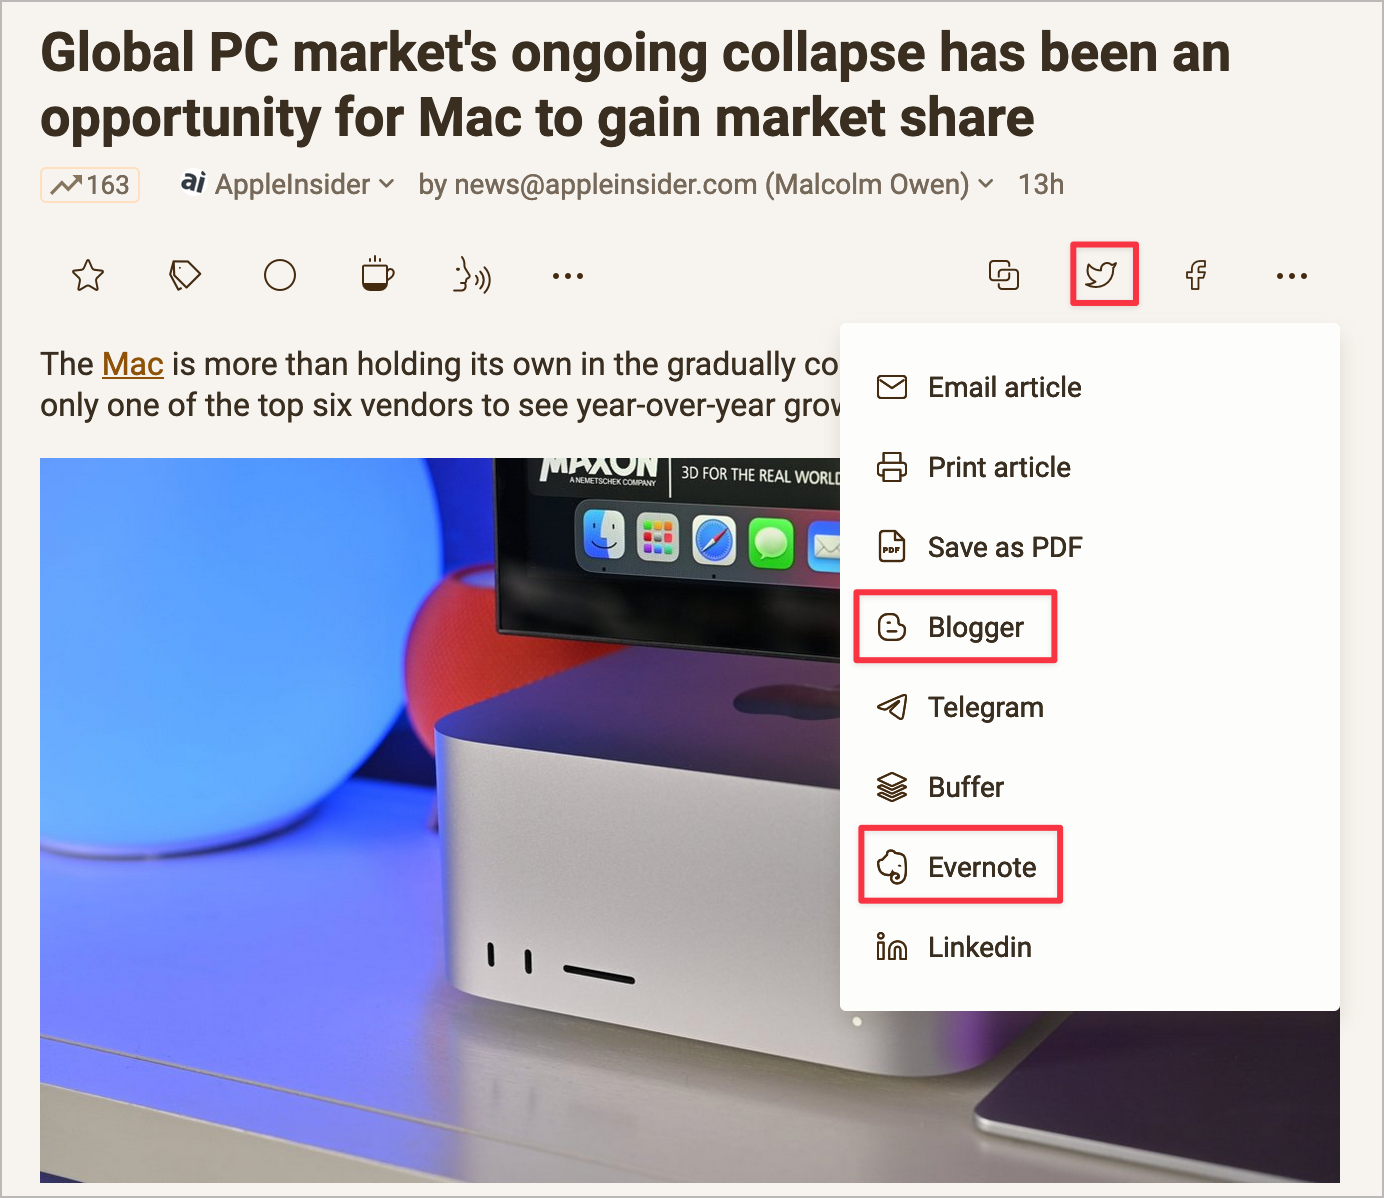 Global PC market's ongoing collapse has been an
opportunity for Mac to gain market share
163 ai AppleInsider by news@appleinsider.com (Malcolm Owen) 13h
The Mac is more than holding its own in the gradually co
only one of the top six vendors to see year-over-year grow
Email article
Print article
Save as PDF
Blogger
Telegram
Buffer
Evernote
Linkedin
MAXON
A NEMETSCHEK COMPANY
3D FOR THE REAL WORLD
PDF